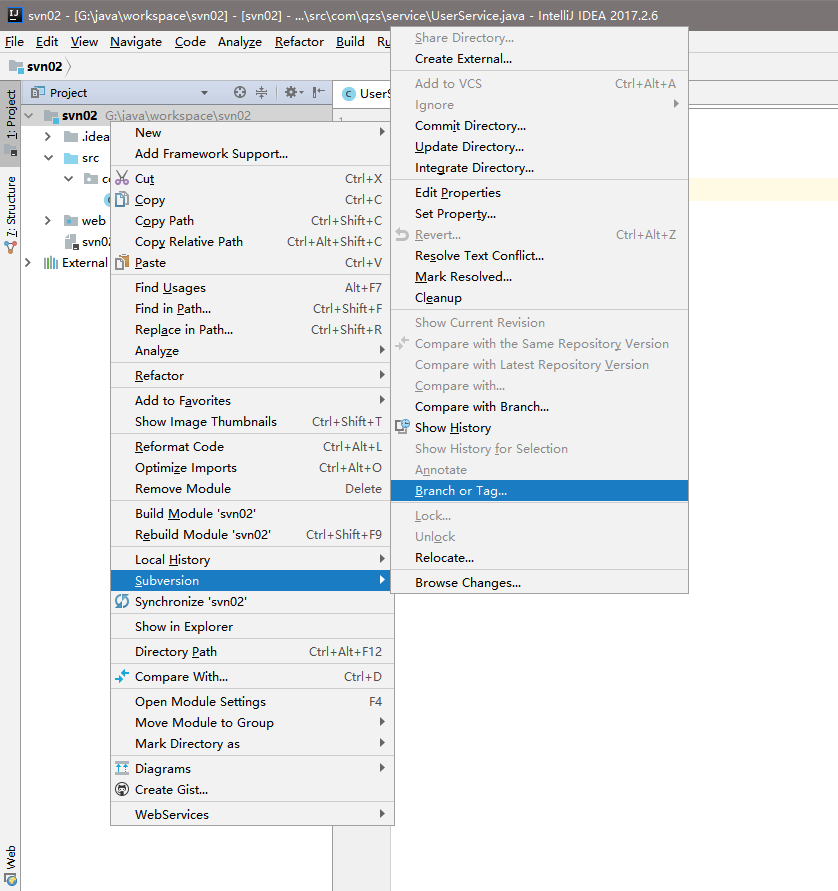 svn02 - [G:\java\workspace\svn02] - [svn02] - ...\src\com\qzs\service\UserService.java - IntelliJ IDEA 2017.2.6
File Edit View Navigate Code Analyze Refactor Build Ru
svn02
Project
1: Project
7: Structure
Web
svn02 G:\java\workspace\svn02
.idea
src
co
web
svn02
External
C UserS
1
New
Add Framework Support...
Cut Ctrl+X
Copy Ctrl+C
Copy Path Ctrl+Shift+C
Copy Relative Path Ctrl+Alt+Shift+C
Paste Ctrl+V
Find Usages Alt+F7
Find in Path... Ctrl+Shift+F
Replace in Path... Ctrl+Shift+R
Analyze
Refactor
Add to Favorites
Show Image Thumbnails Ctrl+Shift+T
Reformat Code Ctrl+Alt+L
Optimize Imports Ctrl+Alt+O
Remove Module Delete
Build Module 'svn02'
Rebuild Module 'svn02' Ctrl+Shift+F9
Local History
Subversion
Synchronize 'svn02'
Show in Explorer
Directory Path Ctrl+Alt+F12
Compare With... Ctrl+D
Open Module Settings F4
Move Module to Group
Mark Directory as
Diagrams
Create Gist...
WebServices
Share Directory...
Create External...
Add to VCS Ctrl+Alt+A
Ignore
Commit Directory...
Update Directory...
Integrate Directory...
Edit Properties
Set Property...
Revert... Ctrl+Alt+Z
Resolve Text Conflict...
Mark Resolved...
Cleanup
Show Current Revision
Compare with the Same Repository Version
Compare with Latest Repository Version
Compare with...
Compare with Branch...
Show History
Show History for Selection
Annotate
Branch or Tag...
Lock...
Unlock
Relocate...
Browse Changes...